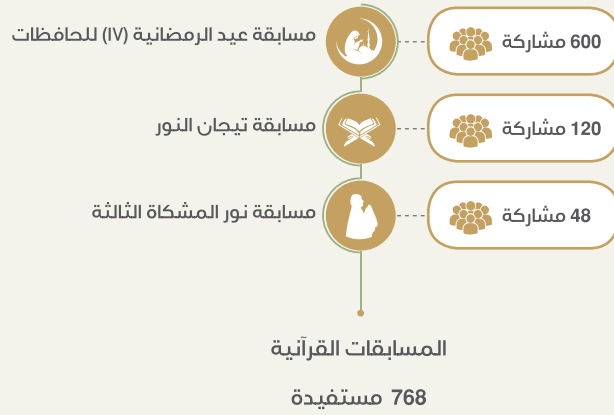 600 مشاركة
مسابقة عيد الرمضانية (IV) للحافظات
120 مشاركة
مسابقة تيجان النور
48 مشاركة
مسابقة نور المشكاة الثالثة
المسابقات القرآنية
768 مستفيدة